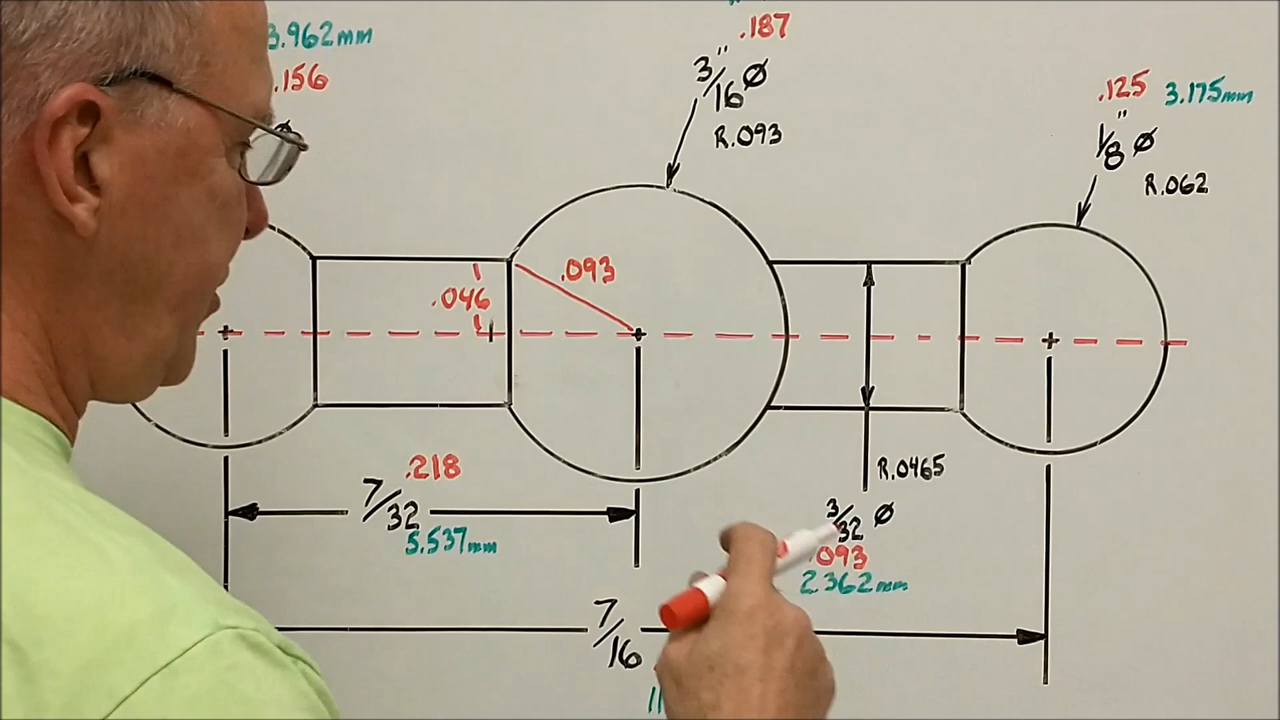 3.962mm
.156
.187
3/16" Ø
R.093
.125 3.175mm
1/8" Ø
R.062
.093
.046
.218
7/32
5.537mm
R.0465
3/32 Ø
.093
2.362mm
7/16